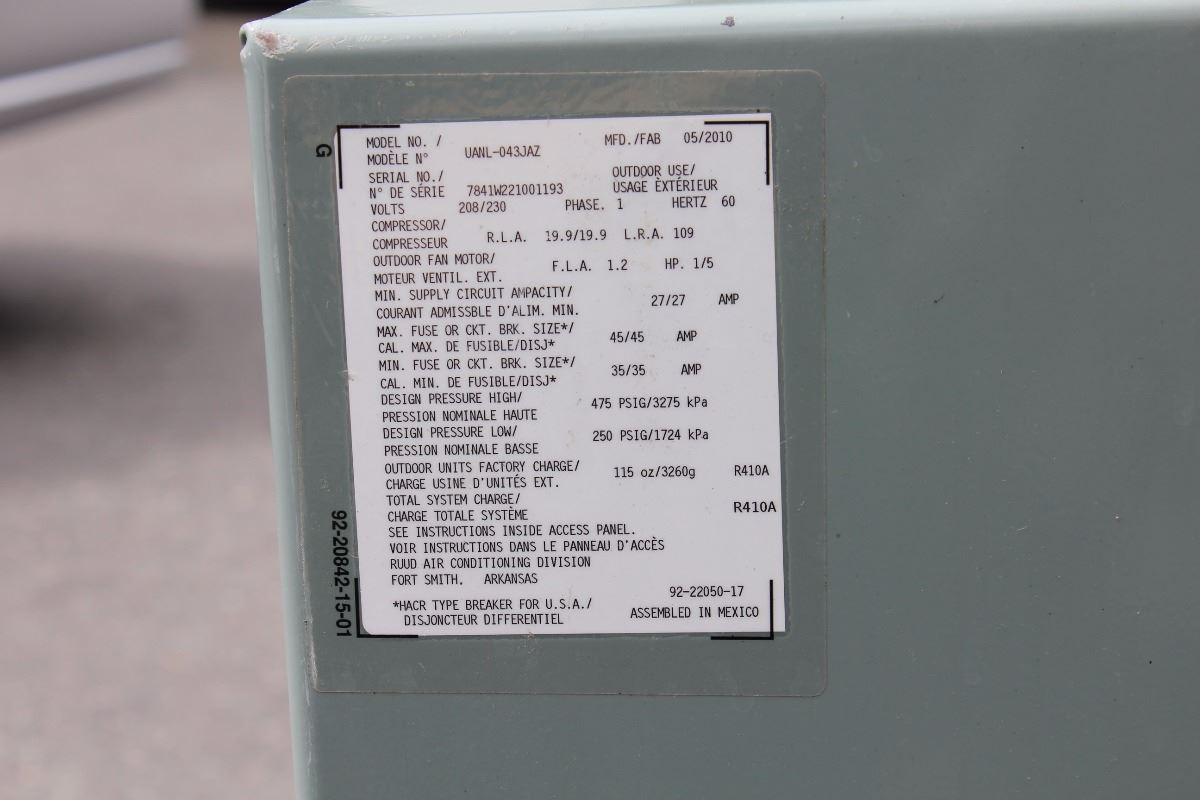 MODEL NO. / MFD./FAB 05/2010
MODÈLE N° UANL-043JAZ
SERIAL NO./ OUTDOOR USE/
N° DE SÉRIE 7841W221001193 USAGE ÈXTÉRIEUR
VOLTS 208/230 PHASE. 1 HERTZ 60
COMPRESSOR/
COMPRESSEUR R.L.A. 19.9/19.9 L.R.A. 109
OUTDOOR FAN MOTOR/
MOTEUR VENTIL. EXT. F.L.A. 1.2 HP. 1/5
MIN. SUPPLY CIRCUIT AMPACITY/
COURANT ADMISSBLE D'ALIM. MIN. 27/27 AMP
MAX. FUSE OR CKT. BRK. SIZE*/
CAL. MAX. DE FUSIBLE/DISJ* 45/45 AMP
MIN. FUSE OR CKT. BRK. SIZE*/
CAL. MIN. DE FUSIBLE/DISJ* 35/35 AMP
DESIGN PRESSURE HIGH/
PRESSION NOMINALE HAUTE 475 PSIG/3275 kPa
DESIGN PRESSURE LOW/
PRESSION NOMINALE BASSE 250 PSIG/1724 kPa
OUTDOOR UNITS FACTORY CHARGE/
CHARGE USINE D'UNITÉS EXT. 115 oz/3260g R410A
TOTAL SYSTEM CHARGE/
CHARGE TOTALE SYSTÈME R410A
SEE INSTRUCTIONS INSIDE ACCESS PANEL.
VOIR INSTRUCTIONS DANS LE PANNEAU D'ACCÈS
RUUD AIR CONDITIONING DIVISION
FORT SMITH. ARKANSAS
92-22050-17
*HACR TYPE BREAKER FOR U.S.A./ ASSEMBLED IN MEXICO
DISJONCTEUR DIFFERENTIEL
G
92-20842-15-01